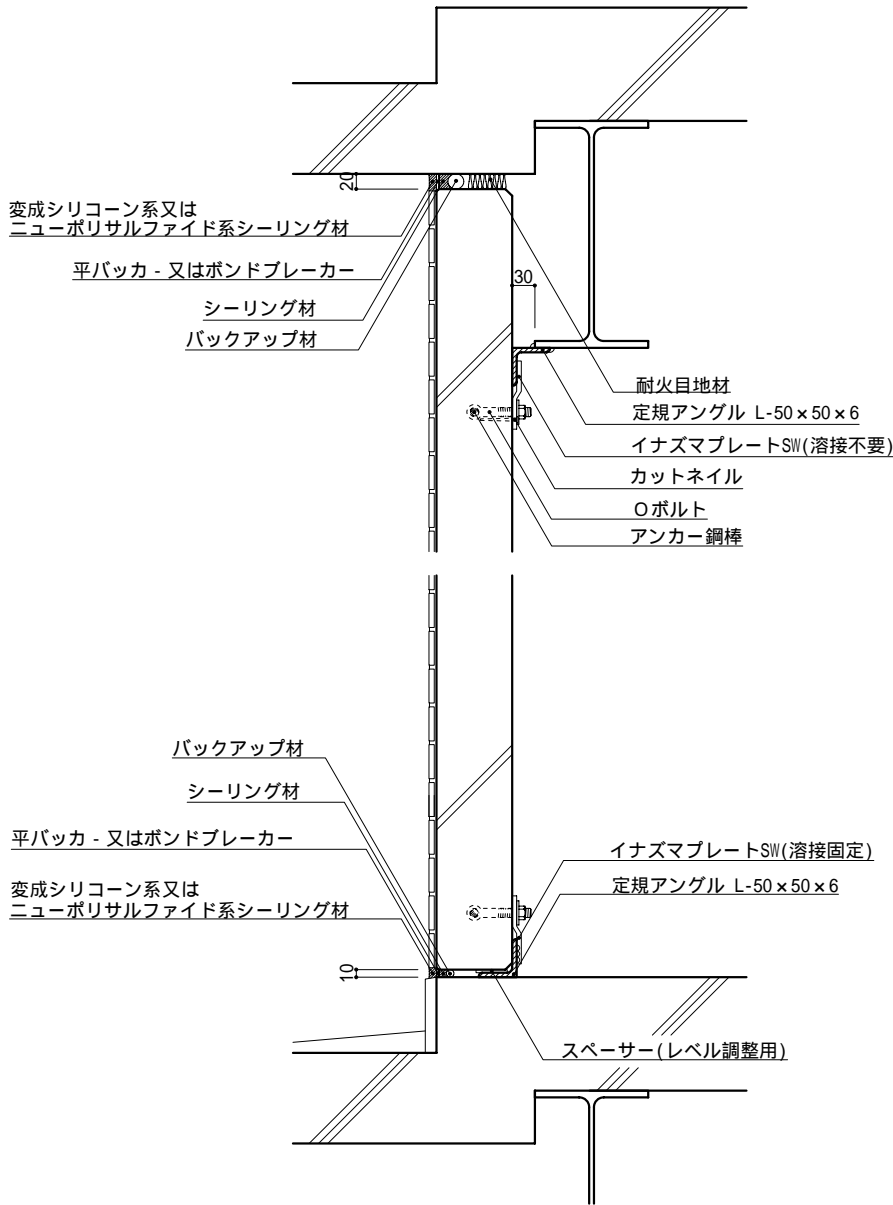 20
変成シリコーン系又は
ニューポリサルファイド系シーリング材
平バッカ - 又はボンドブレーカー
シーリング材
バックアップ材
30
耐火目地材
定規アングル L-50×50×6
イナズマプレートSW(溶接不要)
カットネイル
Oボルト
アンカー鋼棒
バックアップ材
シーリング材
平バッカ - 又はボンドブレーカー
変成シリコーン系又は
ニューポリサルファイド系シーリング材
10
イナズマプレートSW(溶接固定)
定規アングル L-50×50×6
スペーサー(レベル調整用)